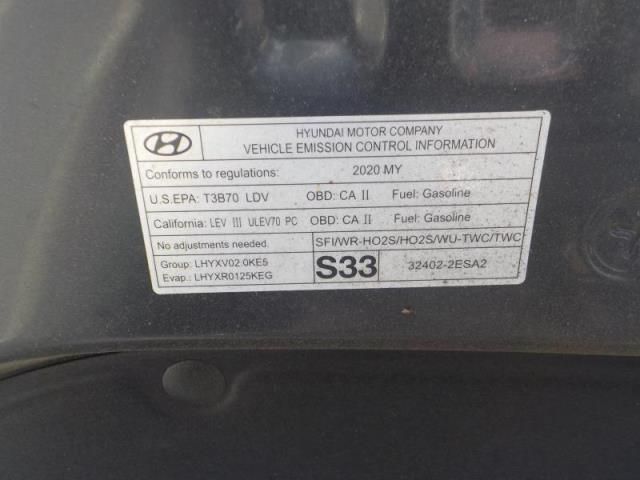 HYUNDAI MOTOR COMPANY
VEHICLE EMISSION CONTROL INFORMATION
Conforms to regulations: 2020 MY
U.S.EPA: T3B70 LDV OBD: CA II Fuel: Gasoline
California: LEV III ULEV70 PC OBD: CA II Fuel: Gasoline
No adjustments needed. SFI/WR-HO2S/HO2S/WU-TWC/TWC
Group: LHYXV02.0KE5
Evap.: LHYXR0125KEG
S33 32402-2ESA2